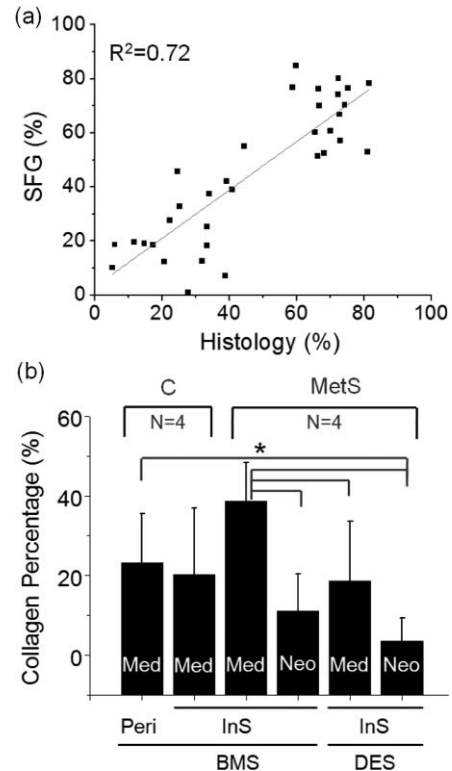 (a)
R²=0.72
SFG (%)
100
80
60
40
20
0
0 20 40 60 80 100
Histology (%)
(b)
C MetS
N=4 N=4
*
Collagen Percentage (%)
60
40
20
0
Med Med Med Neo Med Neo
Peri InS InS
BMS DES